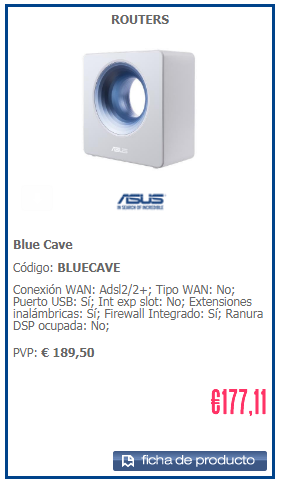 ROUTERS
ASUS
ASUS
IN SEARCH OF INCREDIBLE
Blue Cave
Código: BLUECAVE
Conexión WAN: Adsl2/2+; Tipo WAN: No;
Puerto USB: Sí; Int exp slot: No; Extensiones
inalámbricas: Sí; Firewall Integrado: Sí; Ranura
DSP ocupada: No;
PVP: € 189,50
€177,11
ficha de producto